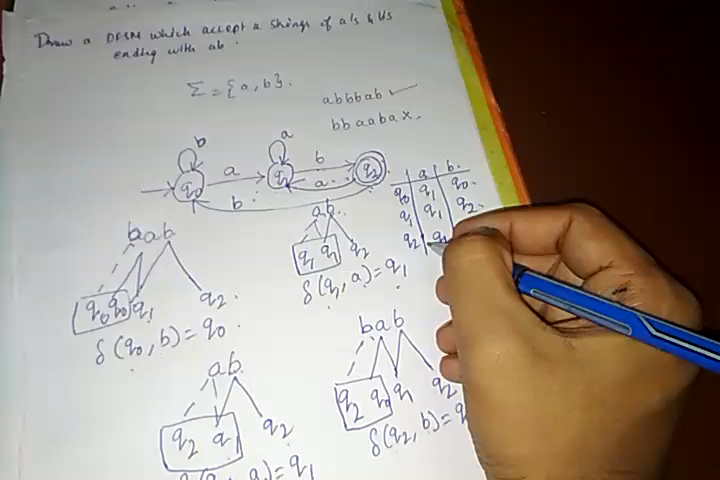 Draw a DFSM which accept a strings of a's & b's
ending with ab.
Σ = {a, b}.
abbbab ✓
bbaabax.
b
a
q0 a q1 b q2
a
b
a b.
q0 q1 q0.
q1 q1 q2.
q2 q1
bab
q0 q0 q1 q2.
δ(q0, b) = q0.
ab.
q1 q1 q2
δ(q1, a) = q1
ab.
q2 q1 q2
a) = q1
bab
q2 q0 q1 q2
δ(q2, b) =